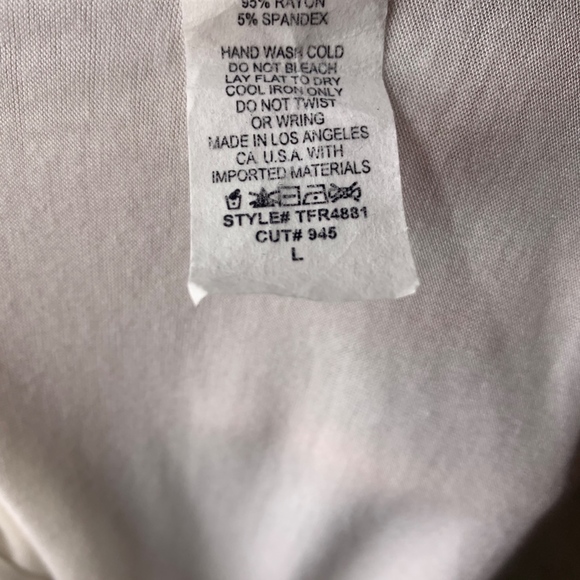 95% RAYON
5% SPANDEX
HAND WASH COLD
DO NOT BLEACH
LAY FLAT TO DRY
COOL IRON ONLY
DO NOT TWIST
OR WRING
MADE IN LOS ANGELES
CA. U.S.A. WITH
IMPORTED MATERIALS
STYLE# TFR4881
CUT# 945
L